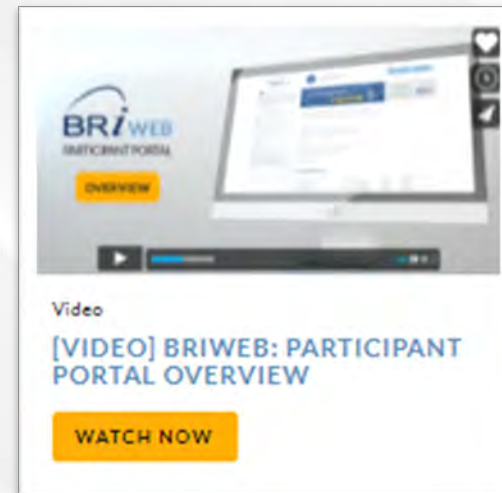 BRiWEB
PARTICIPANT PORTAL
OVERVIEW
Video
[VIDEO] BRIWEB: PARTICIPANT
PORTAL OVERVIEW
WATCH NOW